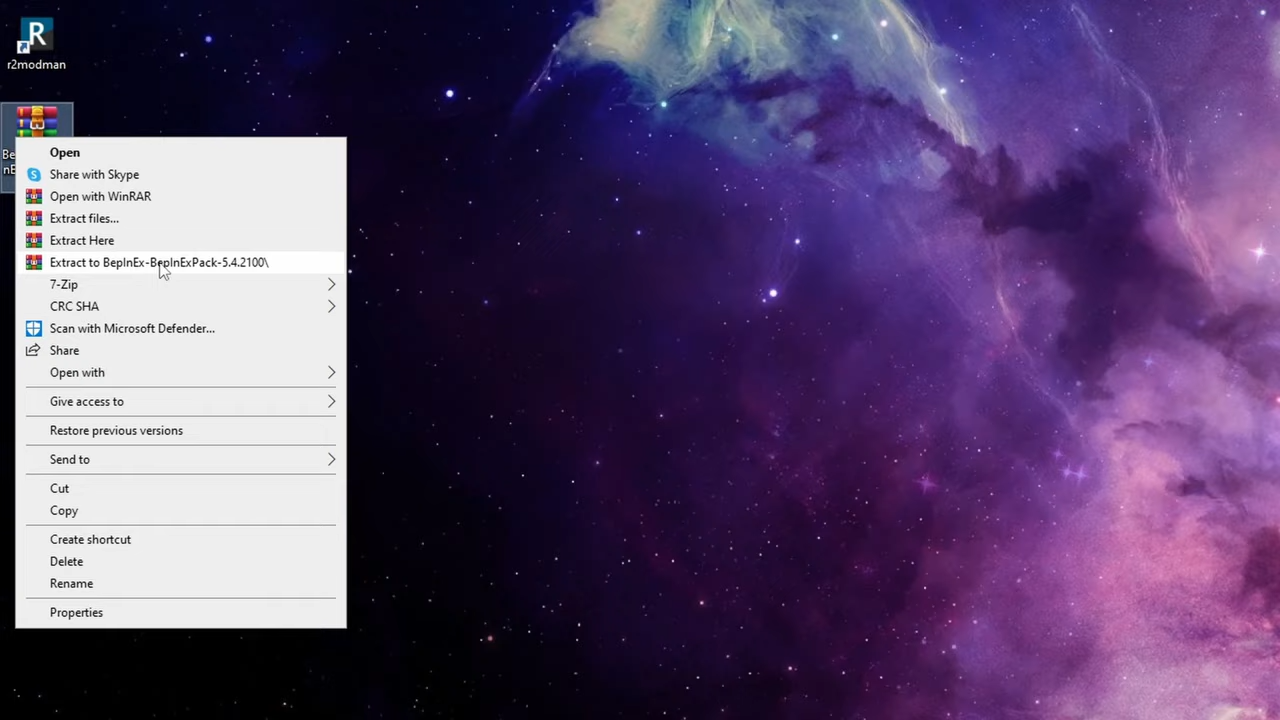 R
r2modman
Be
nE
Open
Share with Skype
Open with WinRAR
Extract files...
Extract Here
Extract to BepInEx-BepInExPack-5.4.2100\
7-Zip
CRC SHA
Scan with Microsoft Defender...
Share
Open with
Give access to
Restore previous versions
Send to
Cut
Copy
Create shortcut
Delete
Rename
Properties